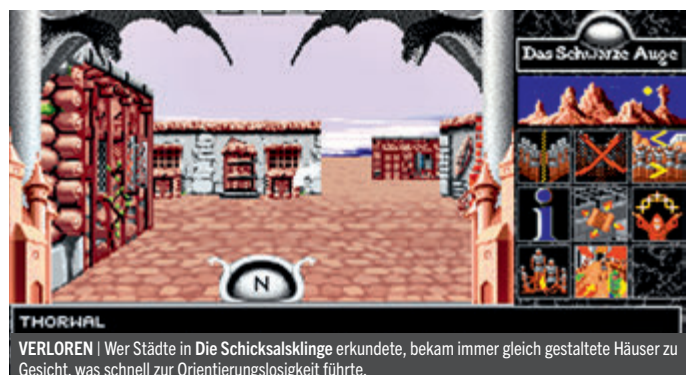 Das Schwarze Auge
N
THORWAL
VERLOREN | Wer Städte in Die Schicksalsklinge erkundete, bekam immer gleich gestaltete Häuser zu
Gesicht, was schnell zur Orientierungslosigkeit führte.